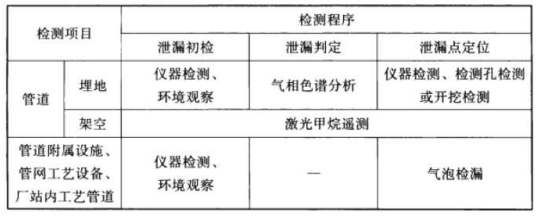 检测项目
检测程序
泄漏初检
泄漏判定
泄漏点定位
管道
埋地
仪器检测、
环境观察
气相色谱分析
仪器检测、检测孔检测
或开挖检测
架空
激光甲烷遥测
管道附属设施、
管网工艺设备、
厂站内工艺管道
仪器检测、
环境观察
—
气泡检漏